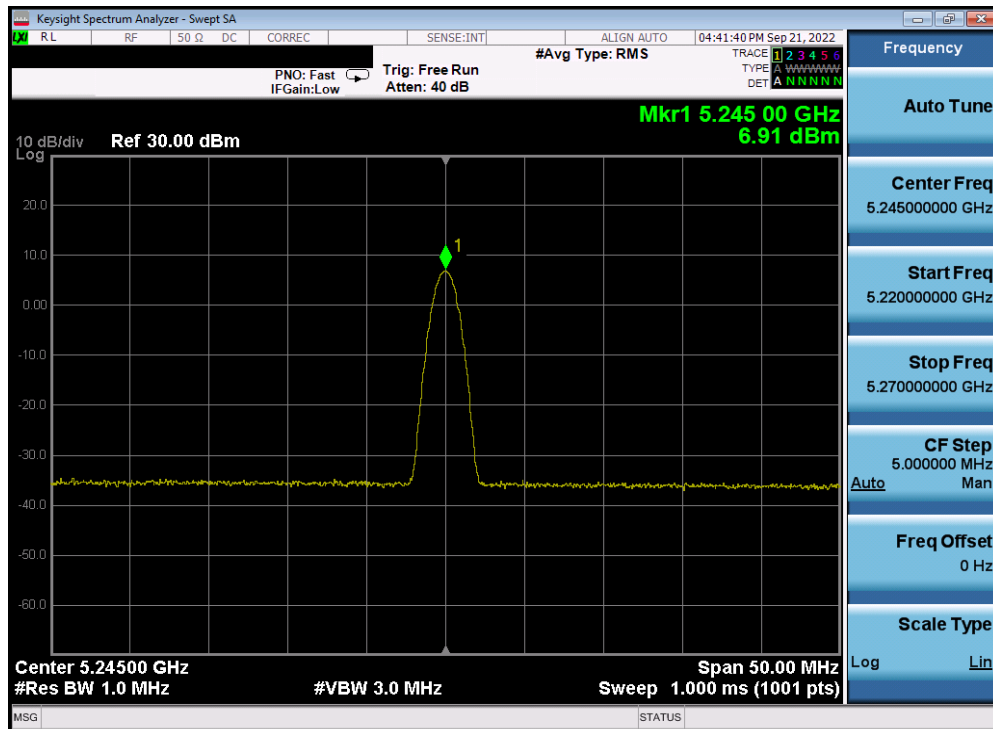 Keysight Spectrum Analyzer - Swept SA
LXI RL RF 50 Ω DC CORREC SENSE:INT ALIGN AUTO 04:41:40 PM Sep 21, 2022
Frequency
#Avg Type: RMS
TRACE 1 2 3 4 5 6
PNO: Fast Trig: Free Run
TYPE A WWWWW
IFGain:Low Atten: 40 dB
DET A N N N N N
Auto Tune
Mkr1 5.245 00 GHz
6.91 dBm
10 dB/div Ref 30.00 dBm
Log
20.0
10.0
0.00
-10.0
-20.0
-30.0
-40.0
-50.0
-60.0
1
Center Freq
5.245000000 GHz
Start Freq
5.220000000 GHz
Stop Freq
5.270000000 GHz
CF Step
5.000000 MHz
Auto Man
Freq Offset
0 Hz
Scale Type
Log Lin
Center 5.24500 GHz Span 50.00 MHz
#Res BW 1.0 MHz #VBW 3.0 MHz Sweep 1.000 ms (1001 pts)
MSG STATUS